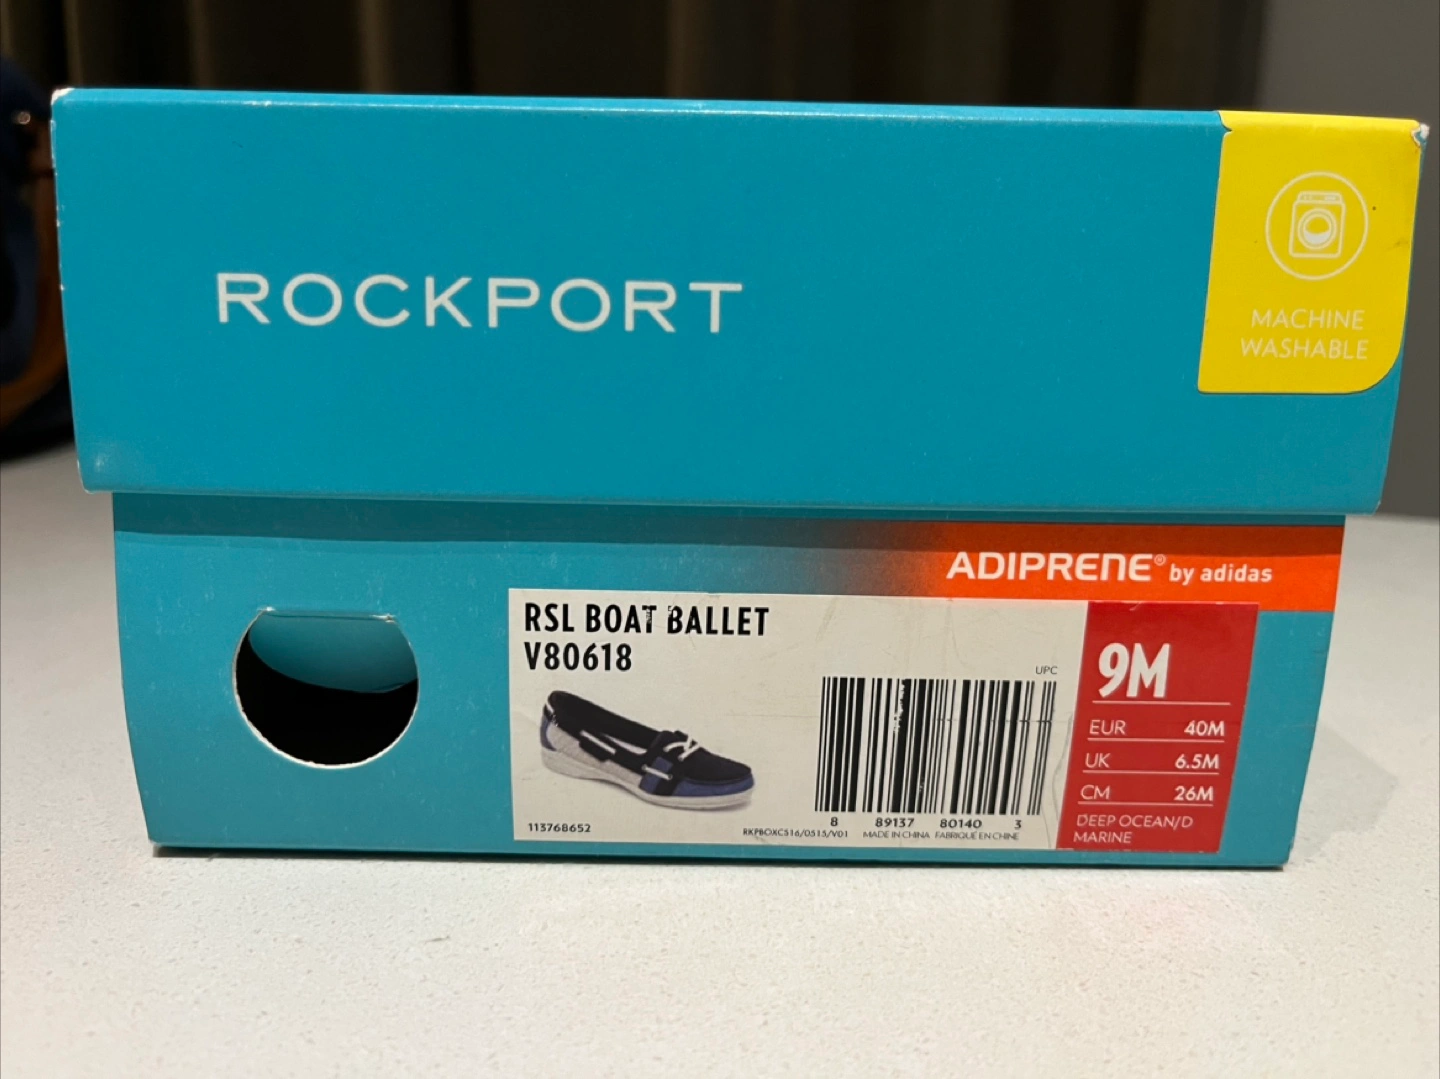 ROCKPORT
MACHINE
WASHABLE
ADIPRENE® by adidas
RSL BOAT BALLET
V80618
UPC
9M
EUR 40M
UK 6.5M
CM 26M
DEEP OCEAN/D
MARINE
8 89137 80140 3
113768652
RKPBOXCS16/0515/V01 MADE IN CHINA FABRIQUÉ EN CHINE